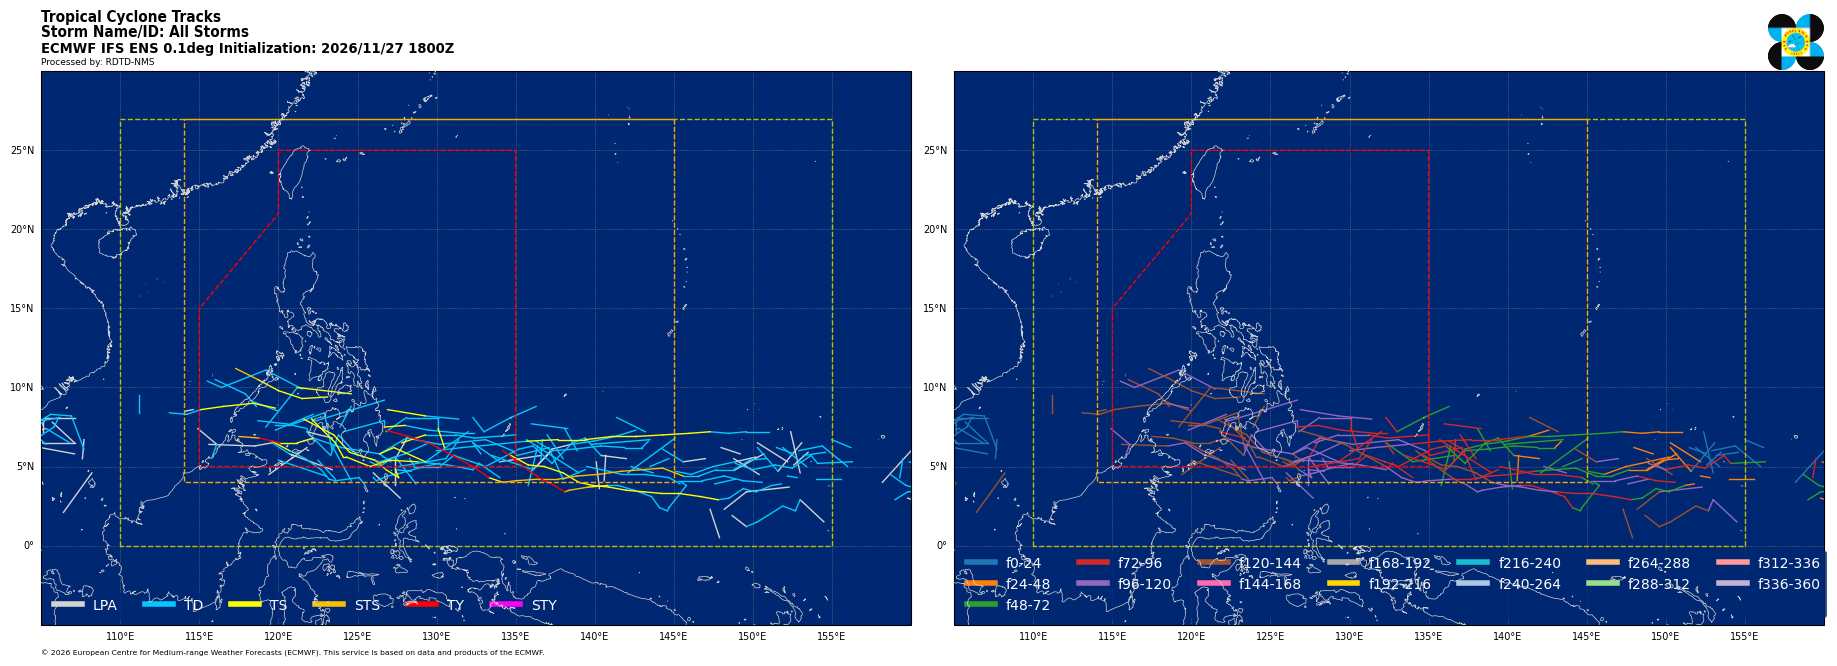 Tropical Cyclone Tracks
Storm Name/ID: All Storms
ECMWF IFS ENS 0.1deg Initialization: 2026/11/27 1800Z
Processed by: RDTD-NMS
25°N
20°N
15°N
10°N
5°N
0°
110°E 115°E 120°E 125°E 130°E 135°E 140°E 145°E 150°E 155°E
LPA TD TS STS TY STY
25°N
20°N
15°N
10°N
5°N
0°
f0-24 f72-96 f120-144 f168-192 f216-240 f264-288 f312-336
f24-48 f96-120 f144-168 f192-216 f240-264 f288-312 f336-360
f48-72
110°E 115°E 120°E 125°E 130°E 135°E 140°E 145°E 150°E 155°E
© 2026 European Centre for Medium-range Weather Forecasts (ECMWF). This service is based on data and products of the ECMWF.